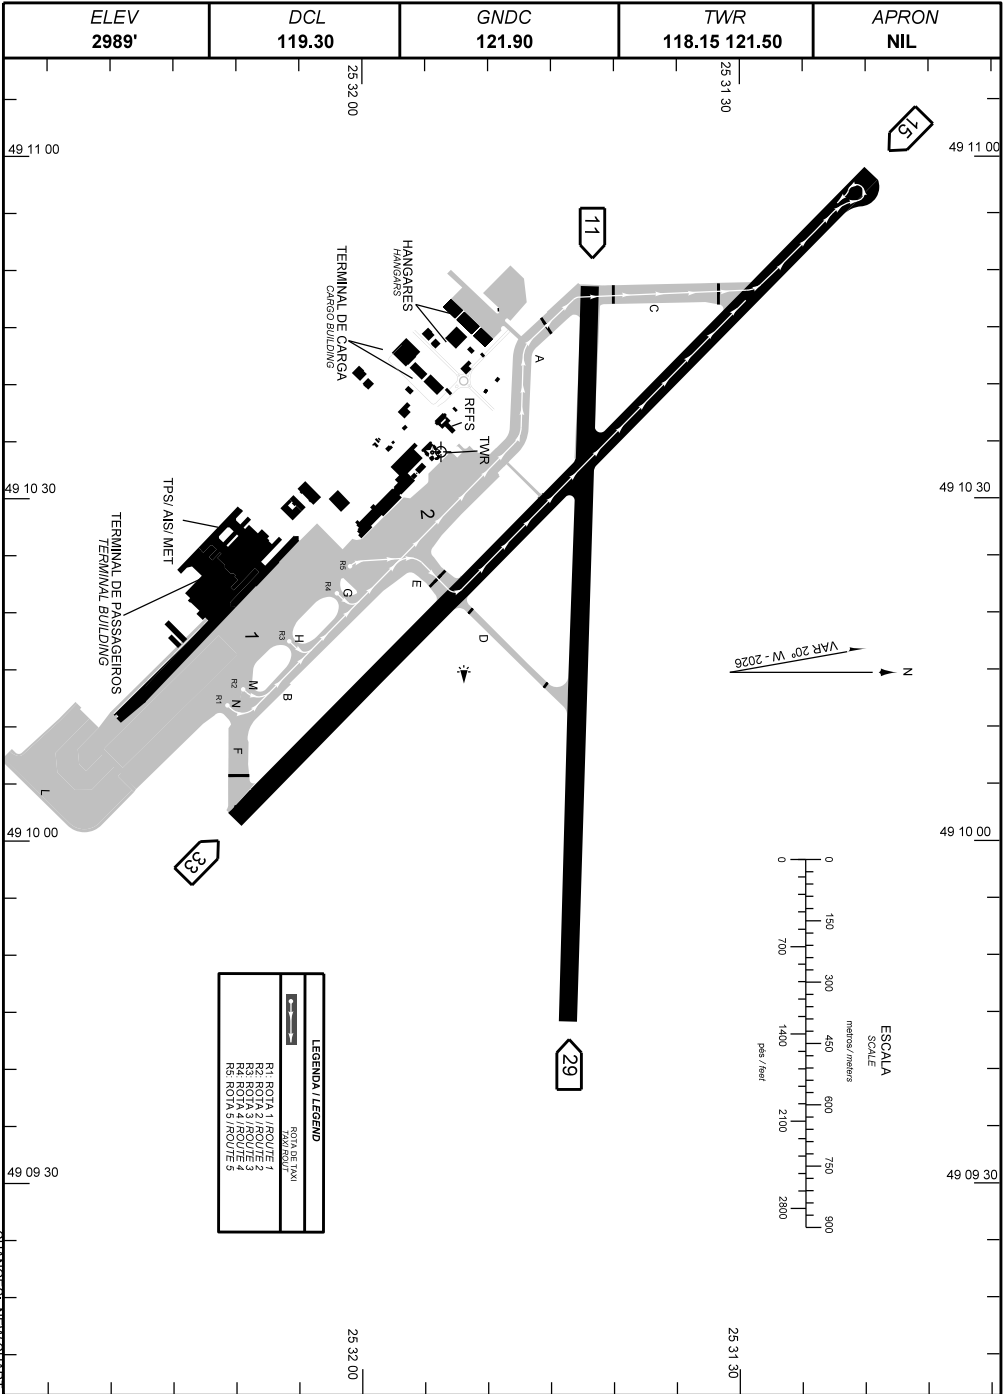 ELEV
2989'
DCL
119.30
GNDC
121.90
TWR
118.15 121.50
APRON
NIL
25 32 00
25 31 30
49 11 00
49 11 00
15
11
HANGARES
HANGARS
TERMINAL DE CARGA
CARGO BUILDING
C
A
RFFS
TWR
49 10 30
49 10 30
TPS/ AIS/ MET
TERMINAL DE PASSAGEIROS
TERMINAL BUILDING
2
R5
R4
G
E
D
1
R3
H
R2
M
R1
N
B
F
L
VAR 20° W - 2026
N
49 10 00
49 10 00
33
29
ESCALA
SCALE
metros / meters
0 150 300 450 600 750 900
0 700 1400 2100 2800
pés / feet
LEGENDA / LEGEND
ROTA DE TAXI
TAXI ROUT
R1: ROTA 1 / ROUTE 1
R2: ROTA 2 / ROUTE 2
R3: ROTA 3 / ROUTE 3
R4: ROTA 4 / ROUTE 4
R5: ROTA 5 / ROUTE 5
49 09 30
49 09 30
25 32 00
25 31 30